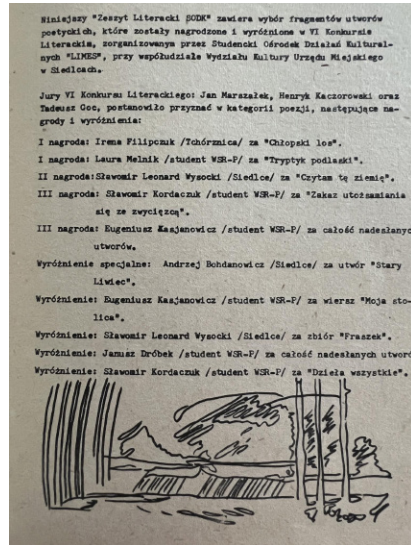 Niniejszy "Zeszyt Literacki SODK" zawiera wybór fragmentów utworów
poetyckich, które zostały nagrodzone i wyróżnione w VI Konkursie
Literackim, zorganizowanym przez Studencki Ośrodek Działań Kultural-
nych "LIMES", przy współudziale Wydziału Kultury Urzędu Miejskiego
w Siedlcach.
Jury VI Konkursu Literackiego: Jan Marszałek, Henryk Kaczorowski oraz
Tadeusz Goc, postanowiło przyznać w kategorii poezji, następujące na-
grody i wyróżnienia:
I nagroda: Irena Filipczuk /Tchórznica/ za "Chłopski los".
I nagroda: Laura Melnik /student WSR-P/ za "Tryptyk podlaski".
II nagroda:Sławomir Leonard Wysocki /Siedlce/ za "Czytam tę ziemię".
III nagroda: Sławomir Kordaczuk /student WSR-P/ za "Zakaz utożsamiania
się ze zwycięzcą".
III nagroda: Eugeniusz Kasjanowicz /student WSR-P/ za całość nadesłanyc
utworów.
Wyróżnienie specjalne: Andrzej Bohdanowicz /Siedlce/ za utwór "Stary
Liwiec".
Wyróżnienie: Eugeniusz Kasjanowicz /student WSR-P/ za wiersz "Moja sto-
lica".
Wyróżnienie: Sławomir Leonard Wysocki /Siedlce/ za zbiór "Fraszek".
Wyróżnienie: Janusz Dróbek /student WSR-P/ za całość nadesłanych utworó
Wyróżnienie: Sławomir Kordaczuk /student WSR-P/ za "Dzieła wszystkie".